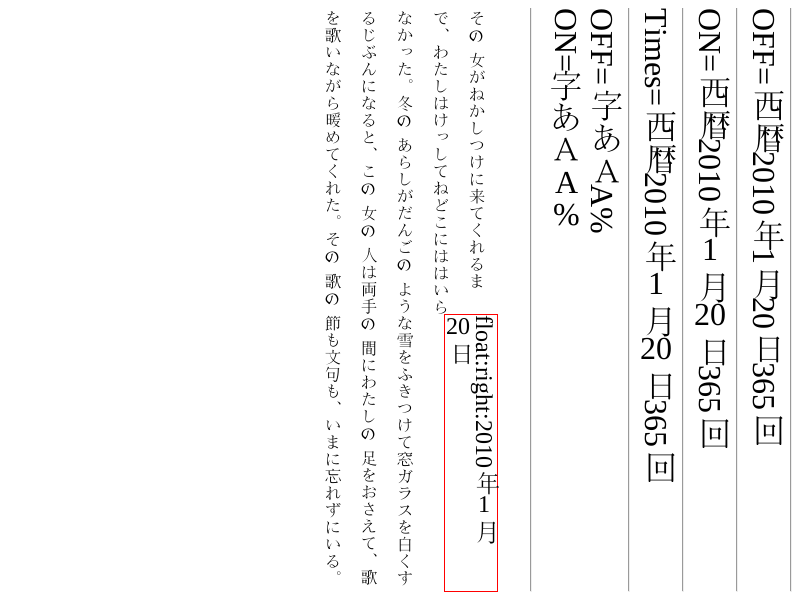 OFF= 西暦2010年1月20日365回
ON= 西暦2010年1月20日365回
Times= 西暦2010年1月20日365回
OFF= 字あＡA%
ON=字あＡA%
その女がねかしつけに来てくれるま
で、わたしはけっしてねどこにははいら
float:right:2010年1月
20日
なかった。冬のあらしがだんごのような雪をふきつけて窓ガラスを白くす
るじぶんになると、この女の人は両手の間にわたしの足をおさえて、歌
を歌いながら暖めてくれた。その歌の節も文句も、いまに忘れずにいる。